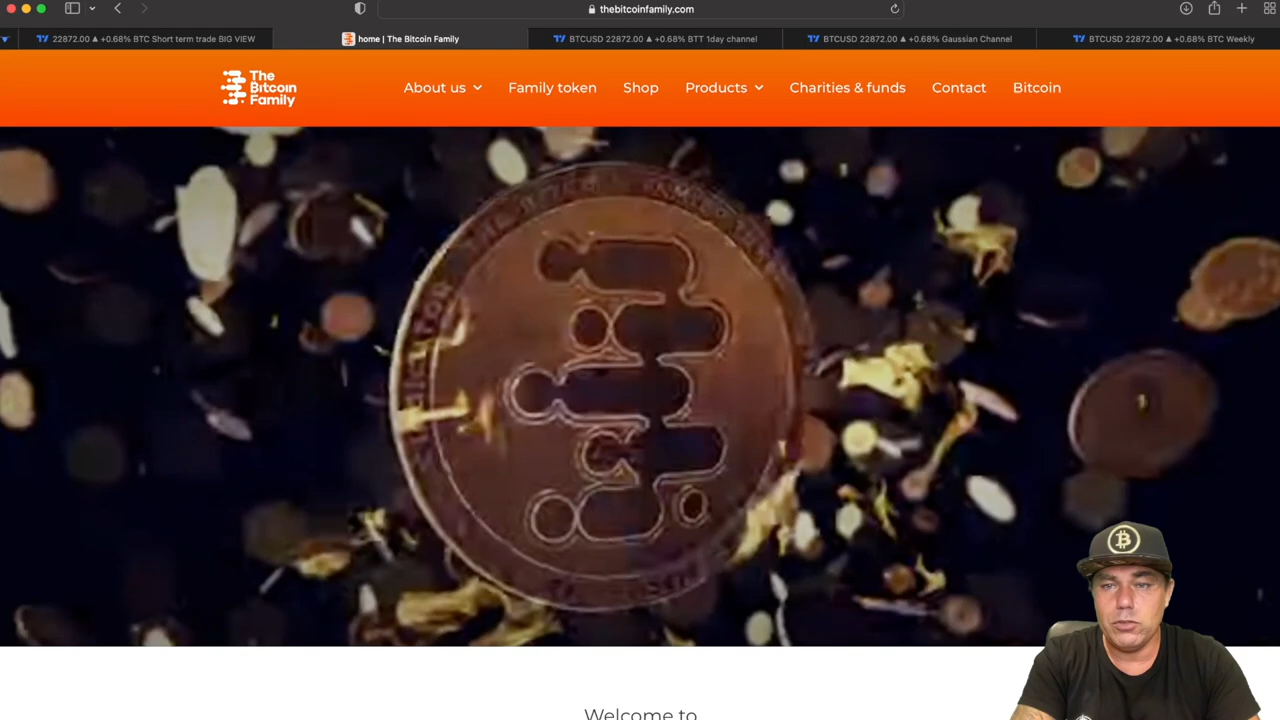 thebitcoinfamily.com
22872.00 ▲ +0.68% BTC Short term trade BIG VIEW
home | The Bitcoin Family
BTCUSD 22872.00 ▲ +0.68% BTT 1day channel
BTCUSD 22872.00 ▲ +0.68% Gaussian Channel
BTCUSD 22872.00 ▲ +0.68% BTC Weekly
The
Bitcoin
Family
About us
Family token
Shop
Products
Charities & funds
Contact
Bitcoin
Welcome to